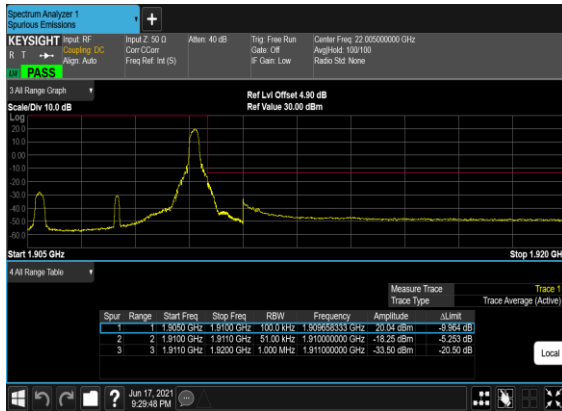 Spectrum Analyzer 1
Spurious Emissions
+
KEYSIGHT Input: RF Input Z: 50 Ω Atten: 40 dB Trig: Free Run Center Freq: 22.005000000 GHz
R T Coupling: DC Corr CCorr Gate: Off Avg|Hold: 100/100
Align: Auto Freq Ref: Int (S) IF Gain: Low Radio Std: None
PASS
3 All Range Graph
Ref Lvl Offset 4.90 dB
Scale/Div 10.0 dB Ref Value 30.00 dBm
Log
20.0
10.0
0.00
-10.0
-20.0
-30.0
-40.0
-50.0
-60.0
Start 1.905 GHz Stop 1.920 GH
4 All Range Table
Measure Trace Trace 1
Trace Type Trace Average (Active)
Spur Range Start Freq Stop Freq RBW Frequency Amplitude ΔLimit
1 1 1.9050 GHz 1.9100 GHz 100.0 kHz 1.909658333 GHz 20.04 dBm -9.964 dB
2 2 1.9100 GHz 1.9110 GHz 51.00 kHz 1.910000000 GHz -18.25 dBm -5.253 dB
3 3 1.9110 GHz 1.9200 GHz 1.000 MHz 1.911000000 GHz -33.50 dBm -20.50 dB
Local
? Jun 17, 2021
9:29:48 PM